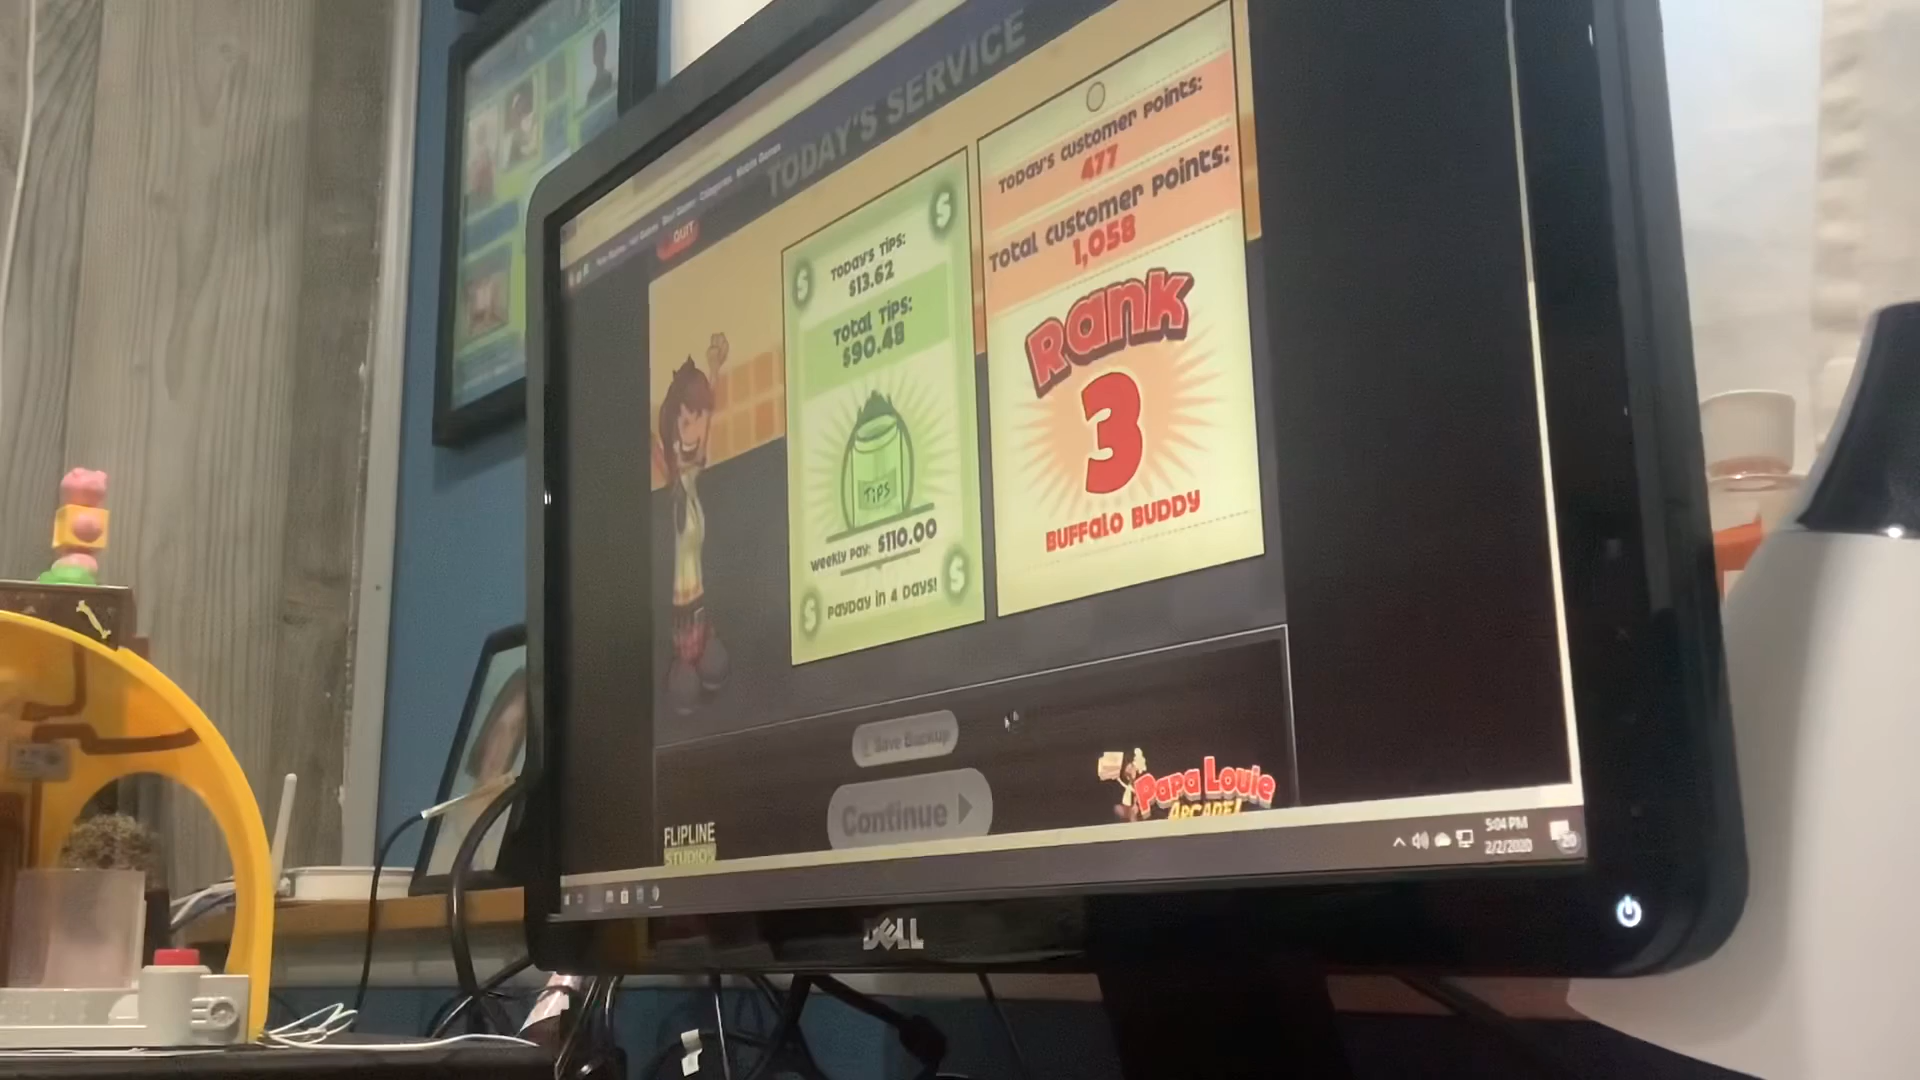 TODAY'S SERVICE
QUIT
TODAY'S TIPS:
$13.62
TOTAL TIPS:
$90.48
TIPS
WEEKLY PAY: $110.00
PAYDAY IN 4 DAYS!
TODAY'S CUSTOMER POINTS:
477
TOTAL CUSTOMER POINTS:
1,058
RANK
3
BUFFALO BUDDY
Save Backup
Continue
PAPA LOUIE
ARCADE!
FLIPLINE
STUDIOS
5:04 PM
2/2/2020
20
DELL